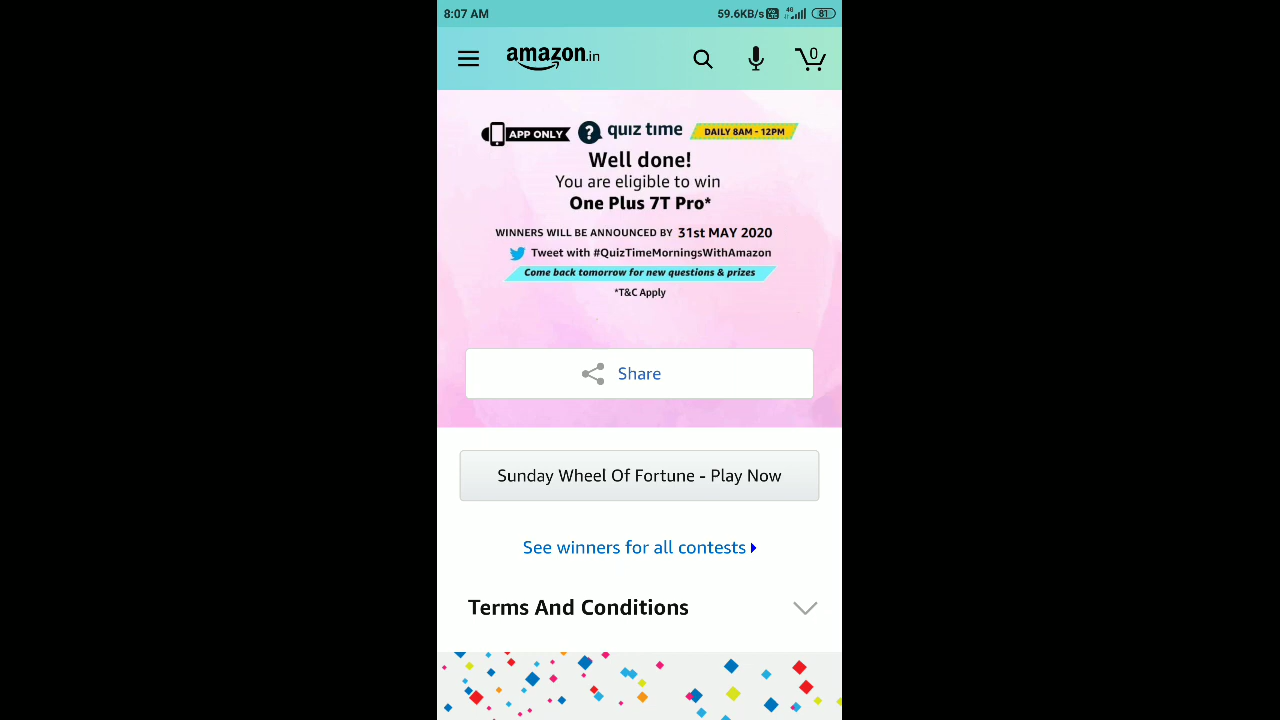 8:07 AM 59.6KB/s Vo LTE 4G 81
amazon.in 0
APP ONLY ? quiz time DAILY 8AM - 12PM
Well done!
You are eligible to win
One Plus 7T Pro*
WINNERS WILL BE ANNOUNCED BY 31st MAY 2020
Tweet with #QuizTimeMorningsWithAmazon
Come back tomorrow for new questions & prizes
*T&C Apply
Share
Sunday Wheel Of Fortune - Play Now
See winners for all contests
Terms And Conditions